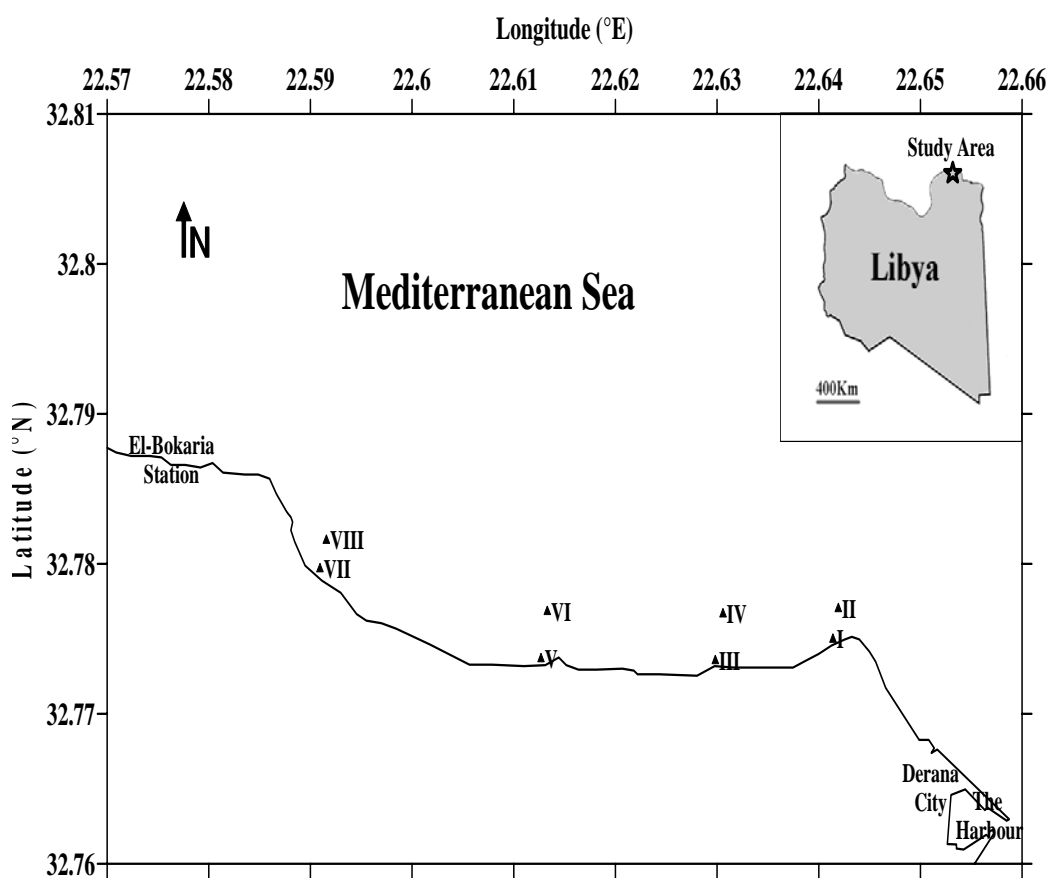 Longitude (°E)
22.57 22.58 22.59 22.6 22.61 22.62 22.63 22.64 22.65 22.66
32.81
Study Area
32.8
N
Libya
Mediterranean Sea
400Km
32.79
Latitude (°N)
El-Bokaria
Station
VIII
32.78
VII
VI
IV
II
I
V
III
32.77
Derana
City
The
Harbour
32.76